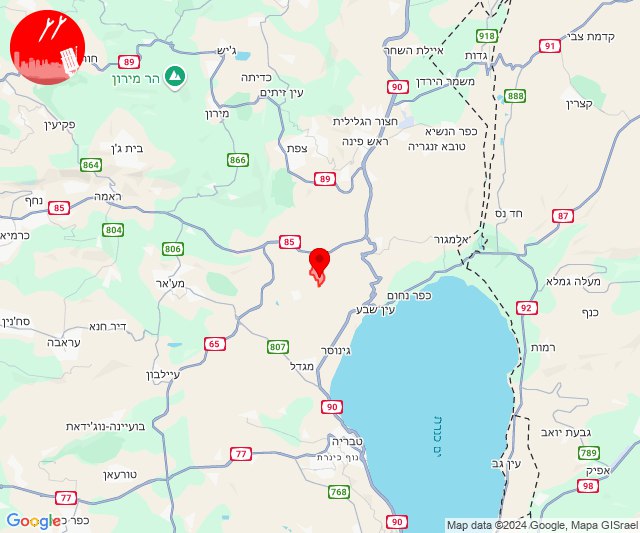 918
קדמת צבי
91
גדות
איילת השחר
ג'יש
89
הר מירון
כדיתה
עין זיתים
90
משמר הירדן
888
קצרין
מירון
חצור הגלילית
כפר הנשיא
טובא זנגריה
ראש פינה
צפת
פקיעין
בית ג'ן
864
866
89
ראמה
נחף
85
804
806
85
חד נס
87
אלמגור
כרמיא
מע'אר
כפר נחום
עין שבע
מעלה גמלא
92
כנף
סח'נין
דיר חנא
עראבה
65
807
גינוסר
מגדל
רמות
עיילבון
90
בועיינה-נוג'ידאת
טבריה
נוף כינרת
ים כנרת
גבעת יואב
789
אפיק
77
טורעאן
77
עין גב
98
768
כפר כ
90
Google
Map data ©2024 Google, Mapa GISrael